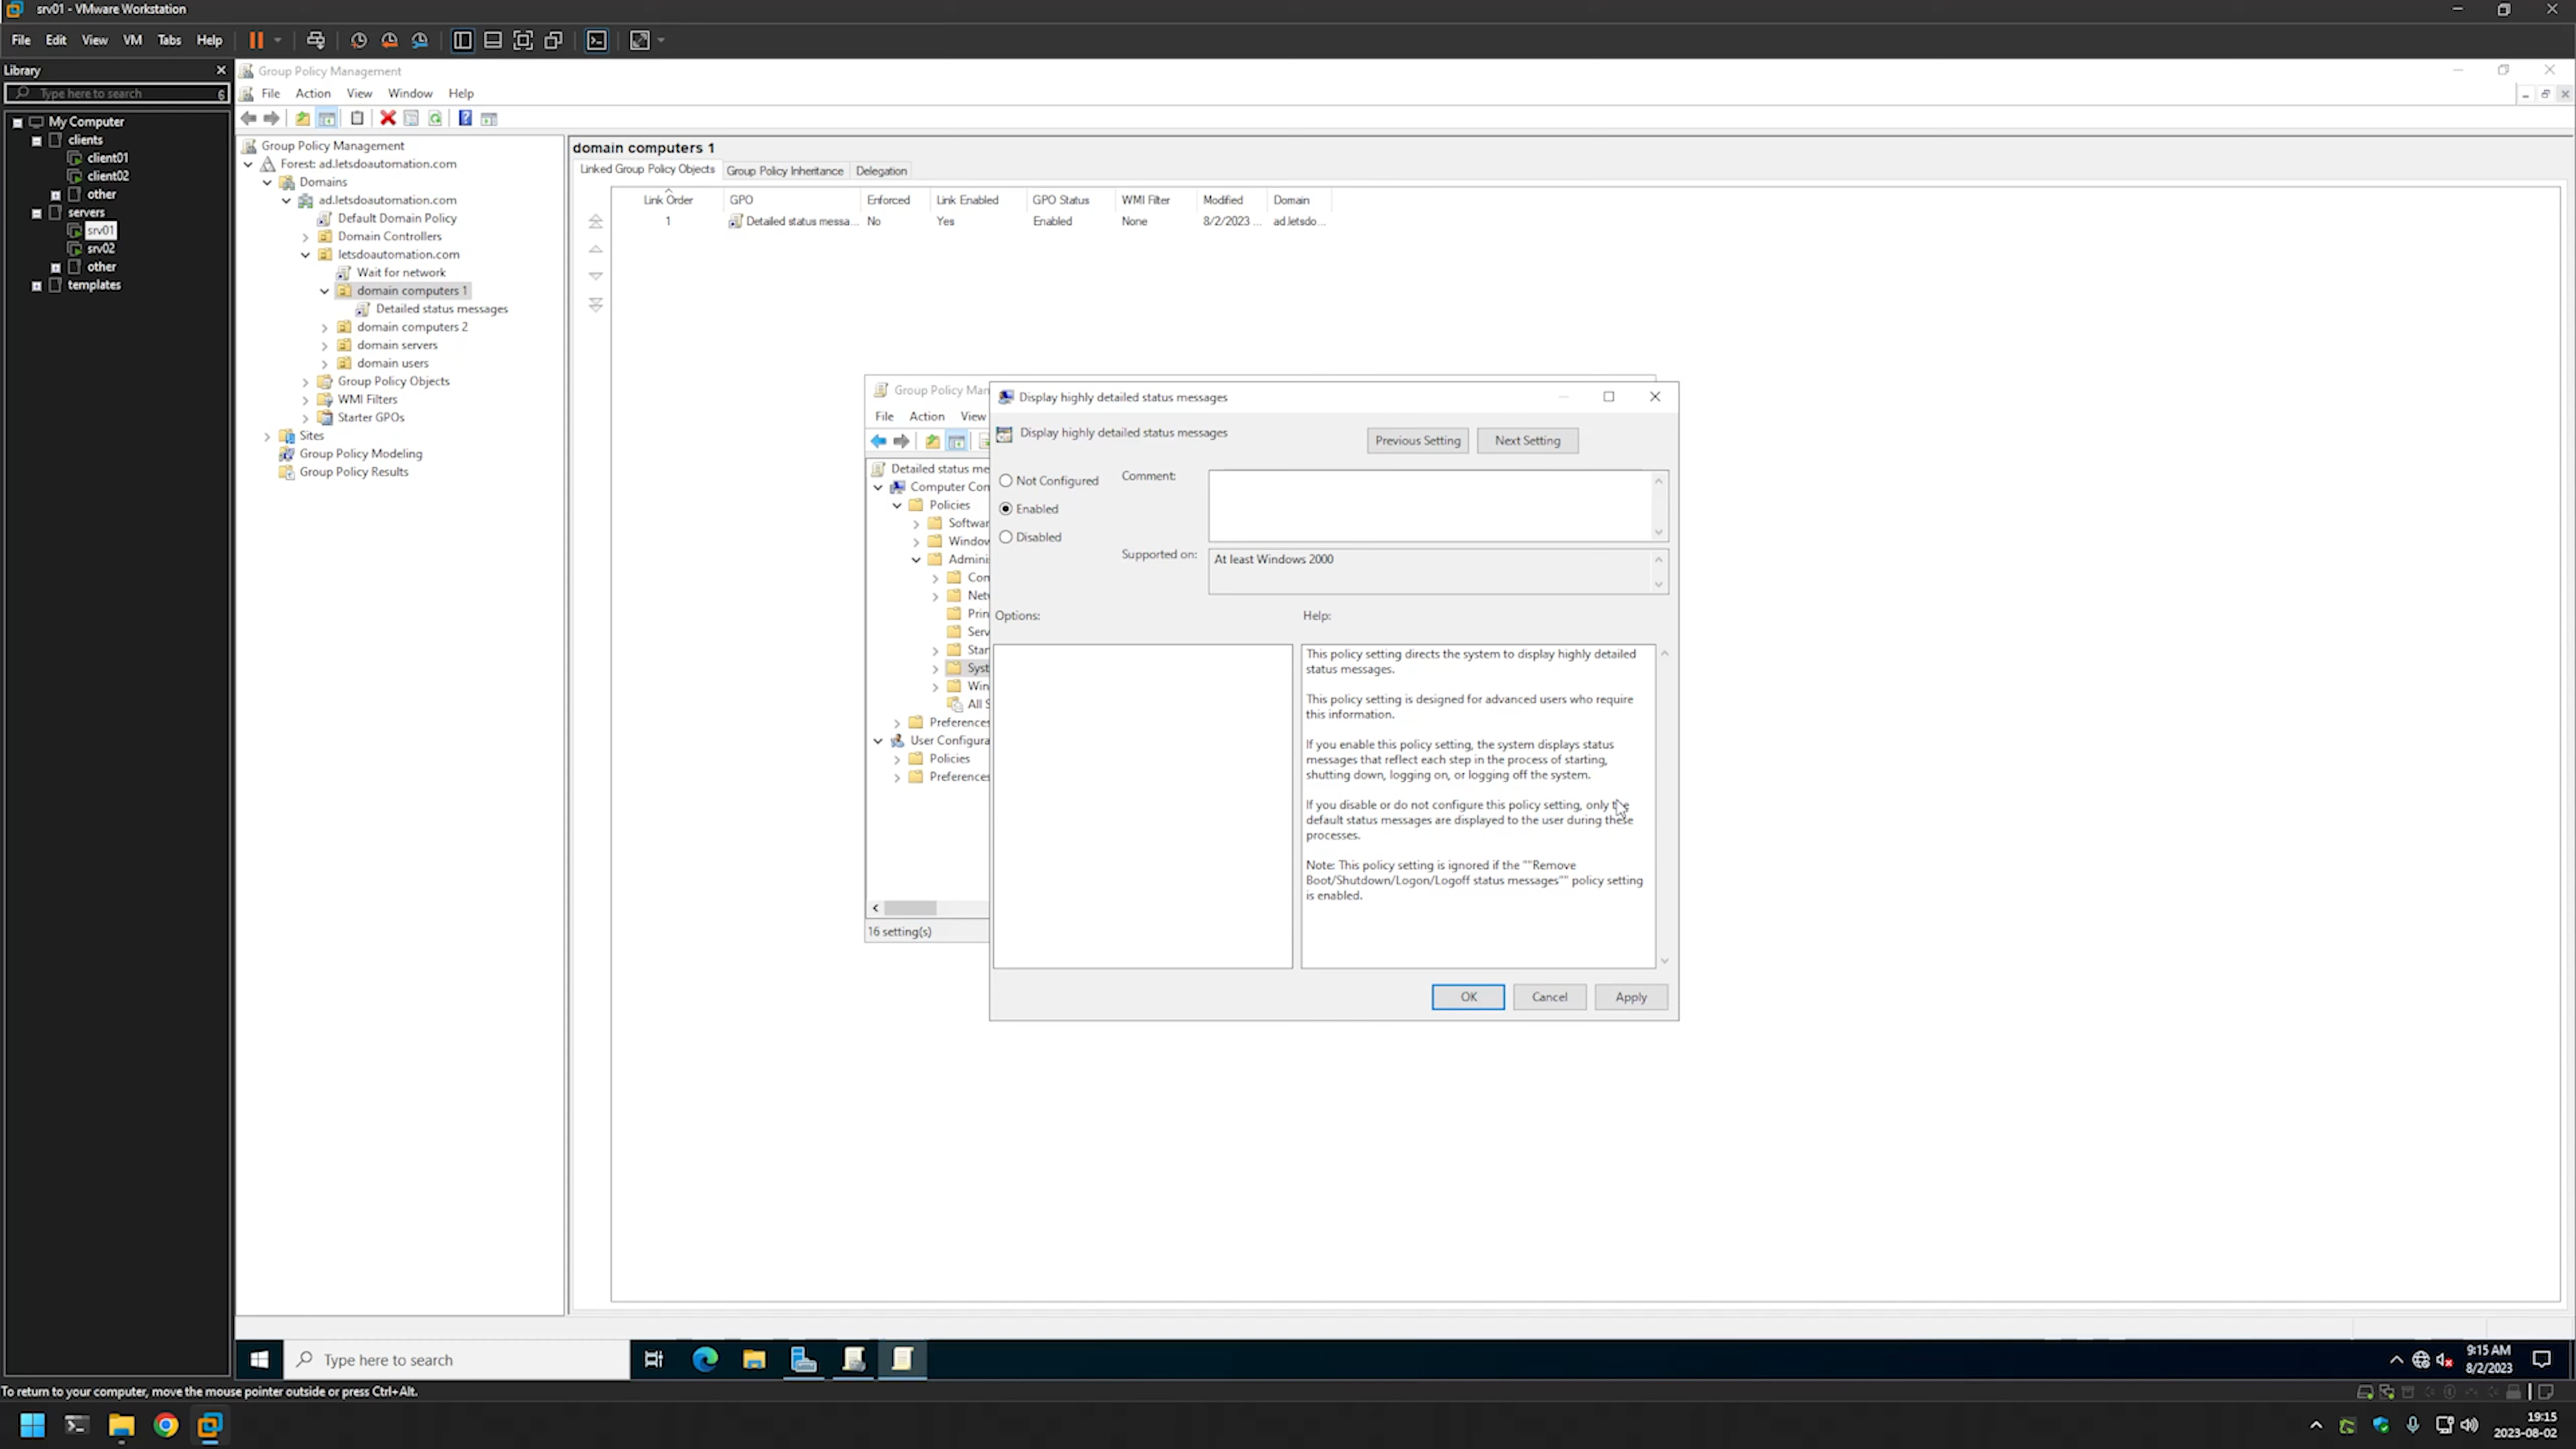 srv01 - VMware Workstation
File Edit View VM Tabs Help
Library
Type here to search
My Computer
clients
client01
client02
other
servers
srv01
srv02
other
templates
Group Policy Management
File Action View Window Help
Group Policy Management
Forest: ad.letsdoautomation.com
Domains
ad.letsdoautomation.com
Default Domain Policy
Domain Controllers
letsdoautomation.com
Wait for network
domain computers 1
Detailed status messages
domain computers 2
domain servers
domain users
Group Policy Objects
WMI Filters
Starter GPOs
Sites
Group Policy Modeling
Group Policy Results
domain computers 1
Linked Group Policy Objects Group Policy Inheritance Delegation
Link Order GPO Enforced Link Enabled GPO Status WMI Filter Modified Domain
1 Detailed status messa... No Yes Enabled None 8/2/2023 ... ad.letsdo...
Group Policy Man
File Action View
Detailed status me
Computer Con
Policies
Softwar
Window
Admini
Con
Netw
Prin
Serv
Star
Syst
Win
All S
Preferences
User Configura
Policies
Preferences
16 setting(s)
Display highly detailed status messages
Display highly detailed status messages
Previous Setting Next Setting
Not Configured
Enabled
Disabled
Comment:
Supported on:
At least Windows 2000
Options:
Help:
This policy setting directs the system to display highly detailed
status messages.
This policy setting is designed for advanced users who require
this information.
If you enable this policy setting, the system displays status
messages that reflect each step in the process of starting,
shutting down, logging on, or logging off the system.
If you disable or do not configure this policy setting, only the
default status messages are displayed to the user during these
processes.
Note: This policy setting is ignored if the ""Remove
Boot/Shutdown/Logon/Logoff status messages"" policy setting
is enabled.
OK Cancel Apply
Type here to search
9:15 AM
8/2/2023
To return to your computer, move the mouse pointer outside or press Ctrl+Alt.
19:15
2023-08-02